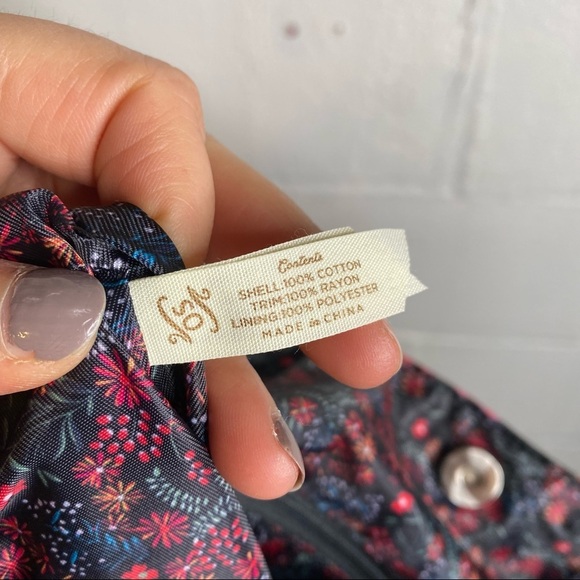 Contents
SHELL:100% COTTON
TRIM:100% RAYON
LINING:100% POLYESTER
MADE in CHINA